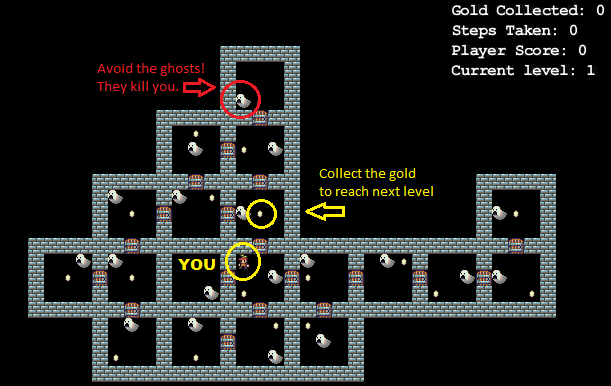 Gold Collected: 0
Steps Taken: 0
Player Score: 0
Current level: 1
Avoid the ghosts!
They kill you.
Collect the gold
to reach next level
YOU